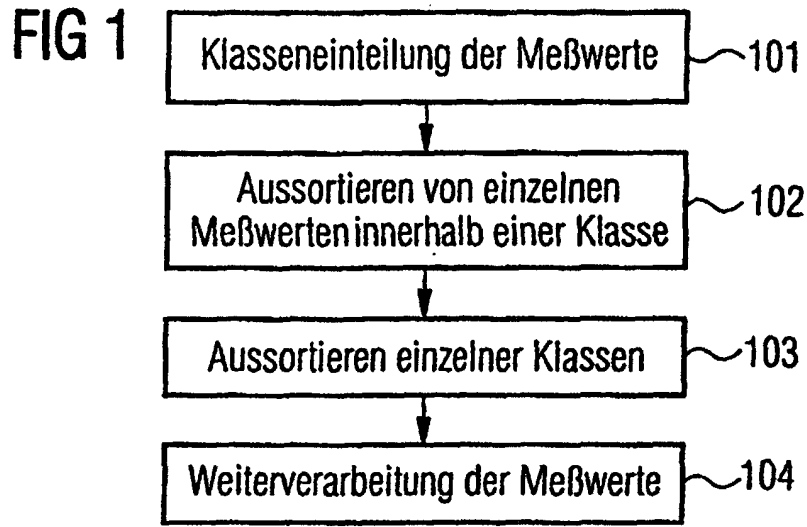 FIG 1
Klasseneinteilung der Meßwerte
101
Aussortieren von einzelnen
Meßwerten innerhalb einer Klasse
102
Aussortieren einzelner Klassen
103
Weiterverarbeitung der Meßwerte
104